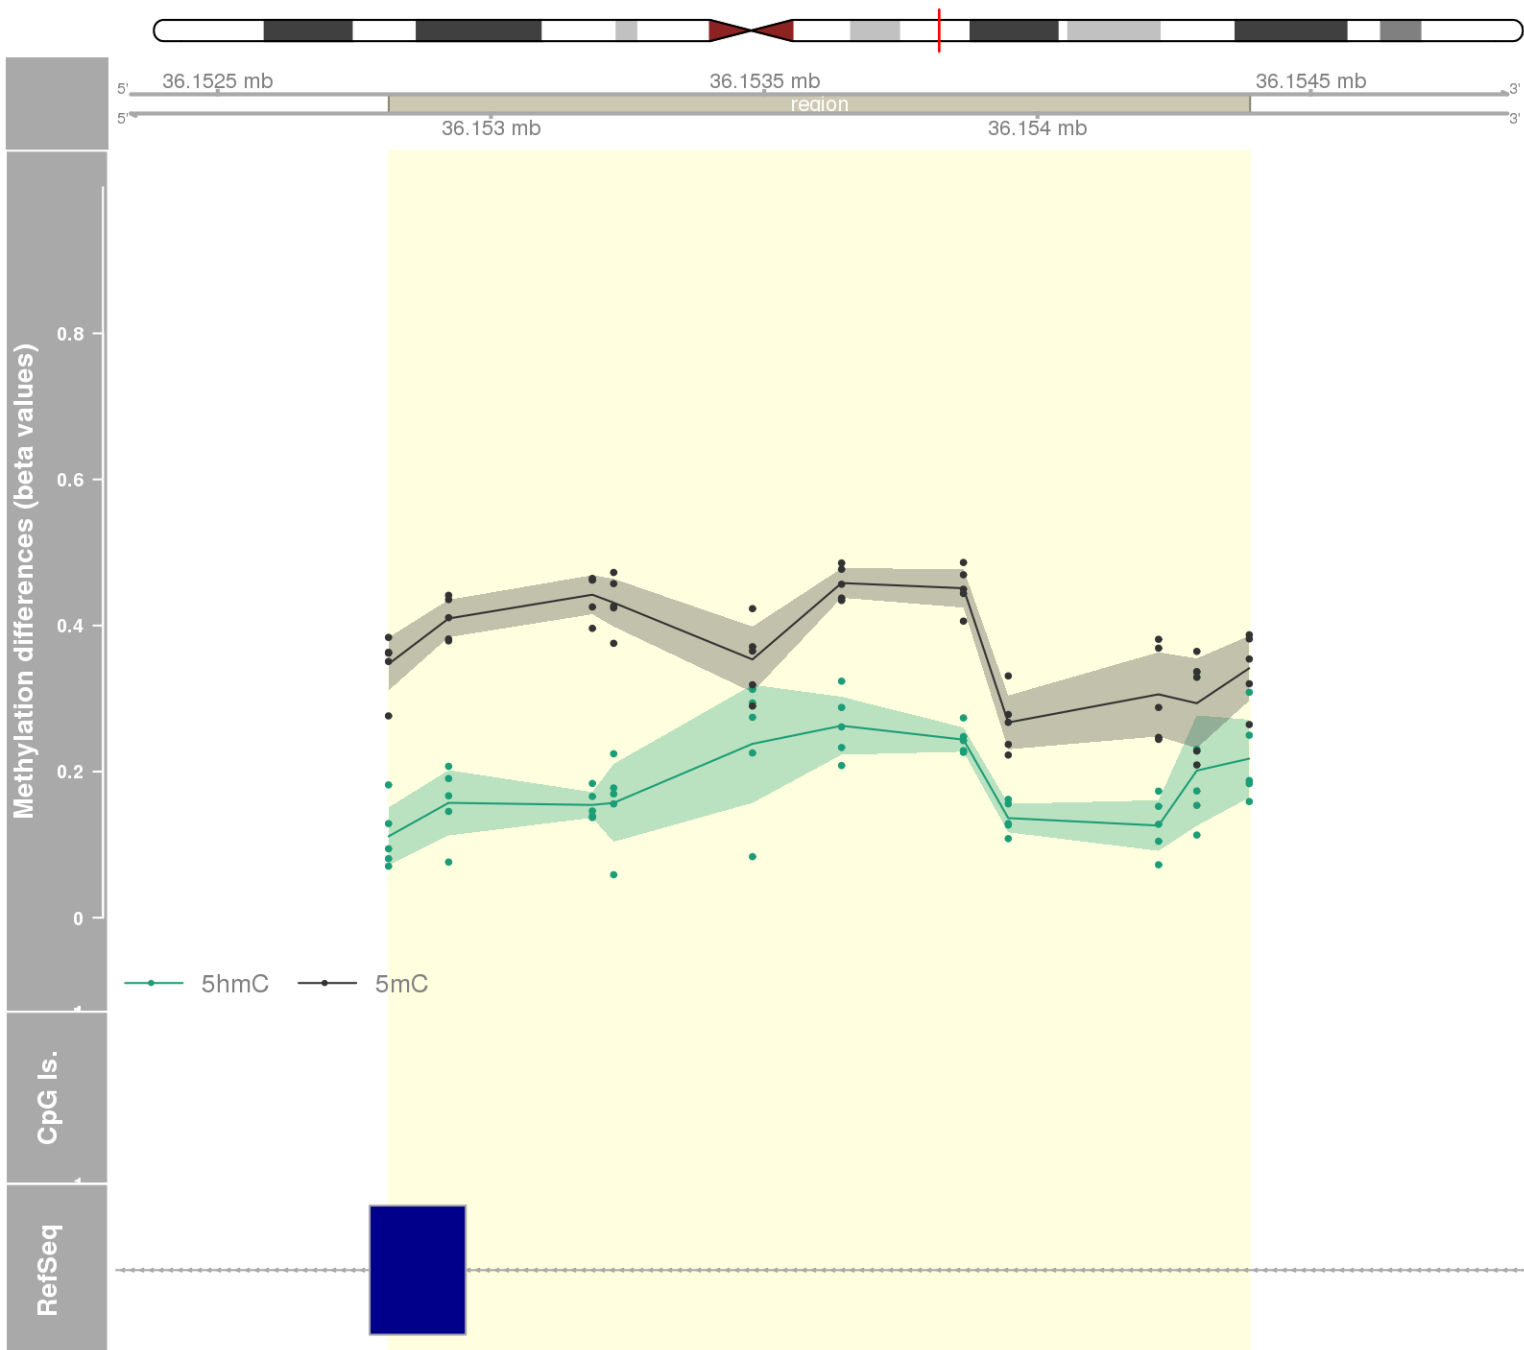 36.1525 mb 36.1535 mb 36.1545 mb
5' 3'
region
5' 3'
36.153 mb 36.154 mb
Methylation differences (beta values)
0.8
0.6
0.4
0.2
0
5hmC 5mC
CpG Is.
RefSeq